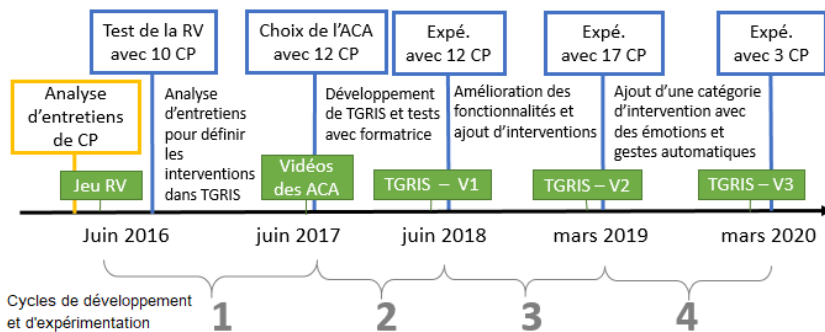 Test de la RV
avec 10 CP
Choix de l'ACA
avec 12 CP
Expé.
avec 12 CP
Expé.
avec 17 CP
Expé.
avec 3 CP
Analyse
d'entretiens
de CP
Analyse
d'entretiens
pour définir
les
interventions
dans TGRIS
Développement
de TGRIS et tests
avec formatrice
Amélioration des
fonctionnalités et
ajout d'interventions
Ajout d'une catégorie
d'intervention avec
des émotions et
gestes automatiques
Jeu RV
Vidéos
des ACA
TGRIS – V1
TGRIS – V2
TGRIS – V3
Juin 2016
juin 2017
juin 2018
mars 2019
mars 2020
Cycles de développement
et d'expérimentation
1
2
3
4